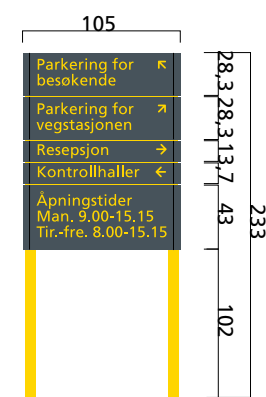 105
Parkering for ↖
besøkende
Parkering for ↗
vegstasjonen
Resepsjon →
Kontrollhaller ←
Åpningstider
Man. 9.00-15.15
Tir.-fre. 8.00-15.15
28,3
28,3
13,7
43
102
233